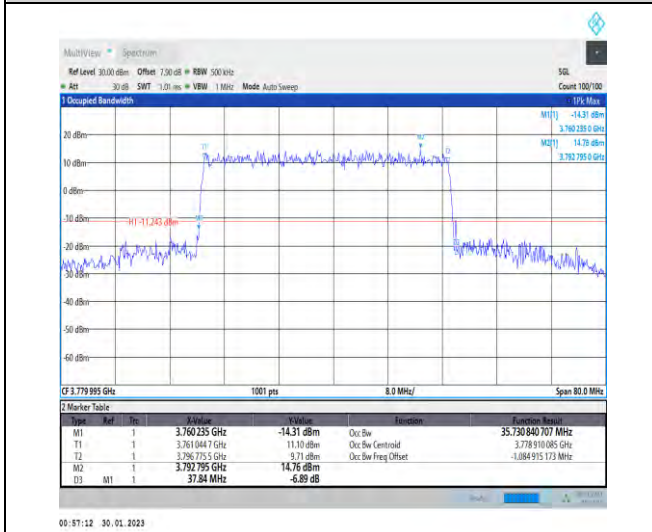 MultiView Spectrum
Ref Level 30.00 dBm Offset 7.50 dB RBW 500 kHz SGL
Att 30 dB SWT 1.01 ms VBW 1 MHz Mode Auto Sweep Count 100/100
1 Occupied Bandwidth 1Pk Max
M1[1] -14.31 dBm
3.760 235 0 GHz
M2[1] 14.76 dBm
3.792 795 0 GHz
20 dBm
10 dBm
0 dBm
-10 dBm
H1 -11.243 dBm
-20 dBm
-30 dBm
-40 dBm
-50 dBm
-60 dBm
CF 3.779 995 GHz 1001 pts 8.0 MHz/ Span 80.0 MHz
2 Marker Table
Type Ref Trc X-Value Y-Value Function Function Result
M1 1 3.760 235 GHz -14.31 dBm Occ Bw 35.730 840 707 MHz
T1 1 3.761 044 7 GHz 11.10 dBm Occ Bw Centroid 3.778 910 085 GHz
T2 1 3.796 775 5 GHz 9.71 dBm Occ Bw Freq Offset -1.084 915 173 MHz
M2 1 3.792 795 GHz 14.76 dBm
D3 M1 1 37.84 MHz -6.89 dB
00:57:12 30.01.2023